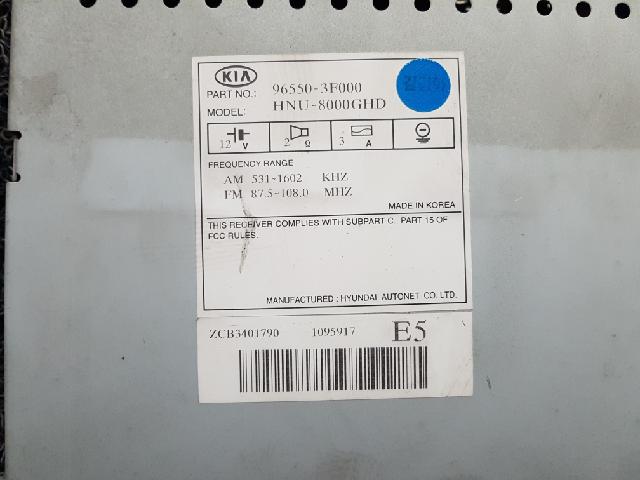 KIA
PART NO.: 96550-3F000
MODEL: HNU-8000GHD
12 V 2 Ω 3 A
FREQUENCY RANGE
AM 531~1602 KHZ
FM 87.5~108.0 MHZ
MADE IN KOREA
THIS RECEIVER COMPLIES WITH SUBPART C, PART 15 OF
FCC RULES.
MANUFACTURED : HYUNDAI AUTONET CO. LTD.
ZCB3401790 1095917 E5